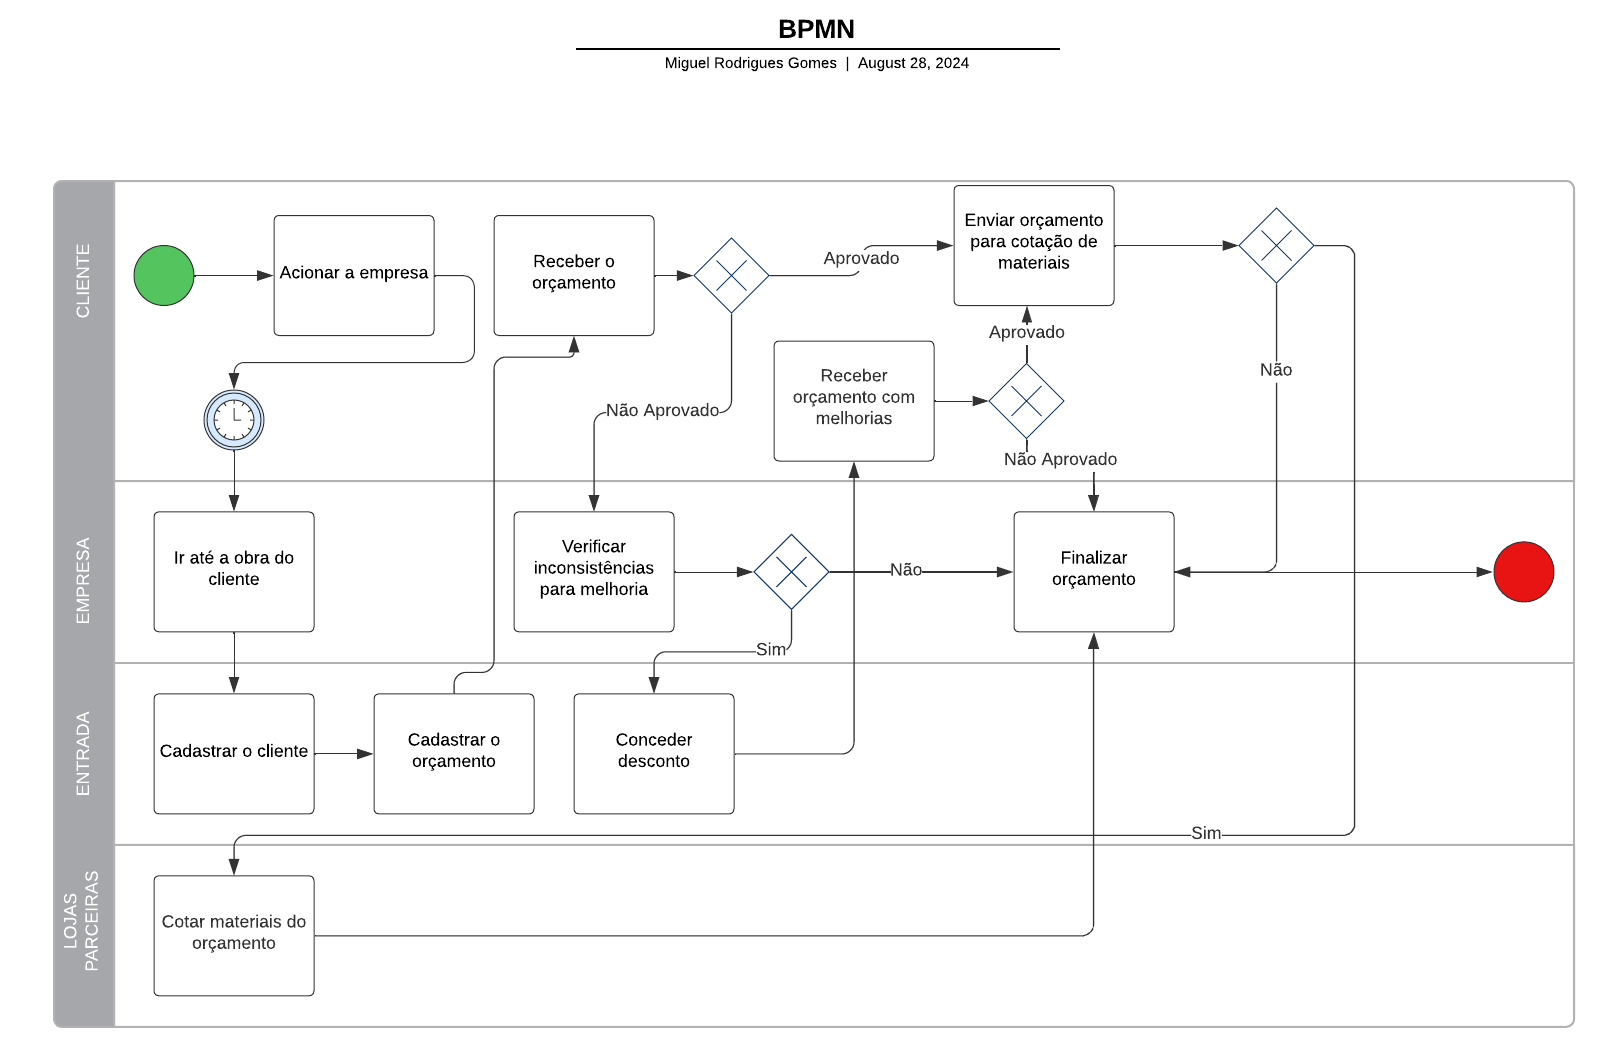 BPMN
Miguel Rodrigues Gomes | August 28, 2024
CLIENTE
Acionar a empresa
Receber o
orçamento
Aprovado
Enviar orçamento
para cotação de
materiais
Aprovado
Não
Receber
orçamento com
melhorias
Não Aprovado
Não Aprovado
EMPRESA
Ir até a obra do
cliente
Verificar
inconsistências
para melhoria
Não
Finalizar
orçamento
Sim
ENTRADA
Cadastrar o cliente
Cadastrar o
orçamento
Conceder
desconto
Sim
LOJAS
PARCEIRAS
Cotar materiais do
orçamento